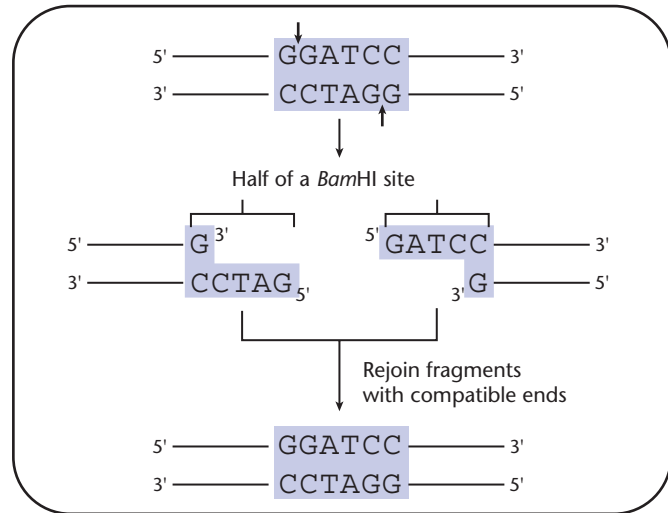 5' GGATCC 3'
3' CCTAGG 5'
Half of a BamHI site
5' G 3' 5' GATCC 3'
3' CCTAG 5' 3' G 5'
Rejoin fragments
with compatible ends
5' GGATCC 3'
3' CCTAGG 5'